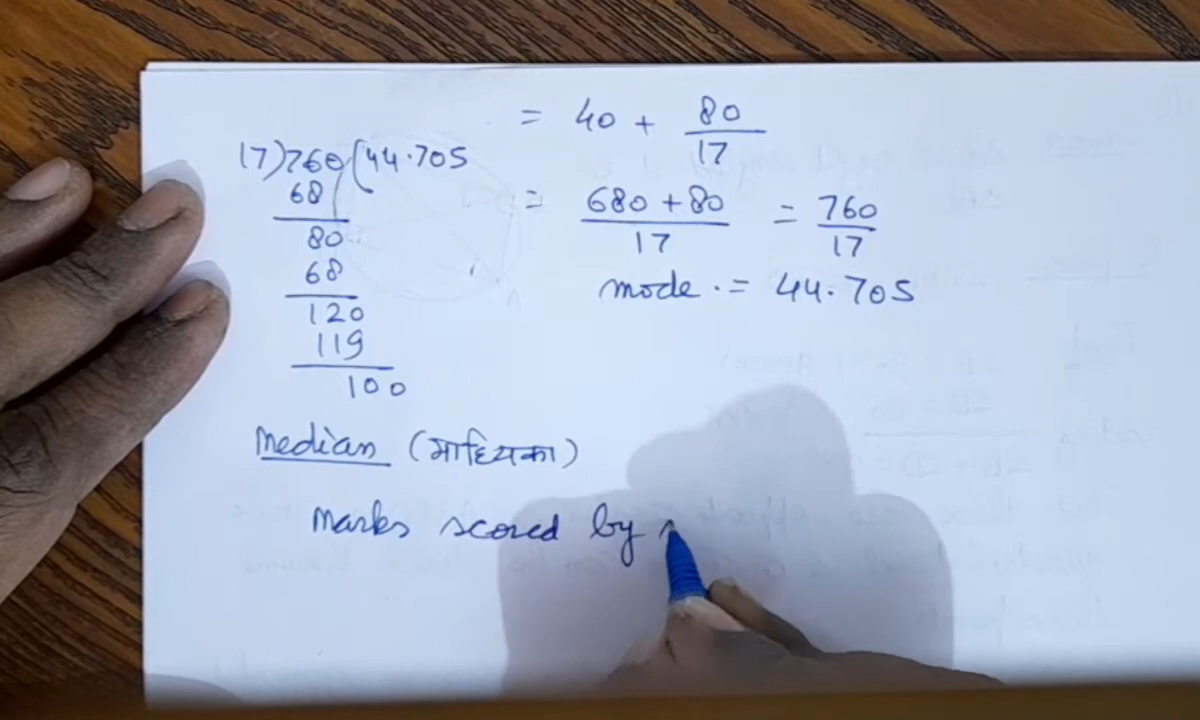 = 40 + 80/17
17)760(44.705
68
80
68
120
119
100
= 680+80/17 = 760/17
mode . = 44.705
Median (माध्यिका)
Marks scored by